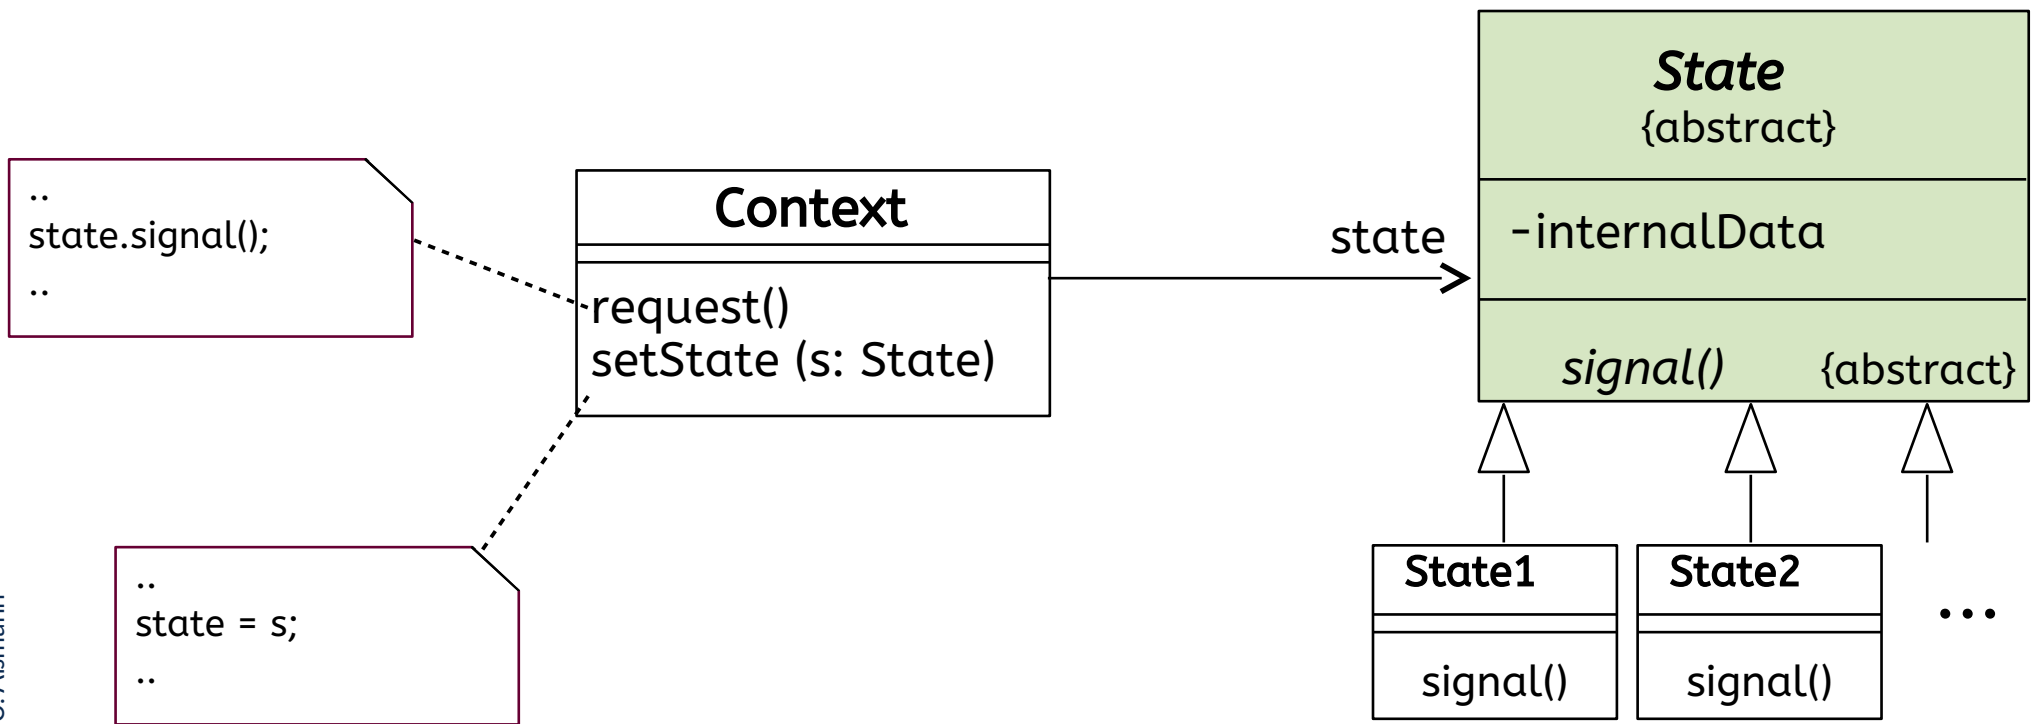 State
{abstract}
-internalData
signal() {abstract}
state
Context
request()
setState (s: State)
..
state.signal();
..
..
state = s;
..
State1
signal()
State2
signal()
...